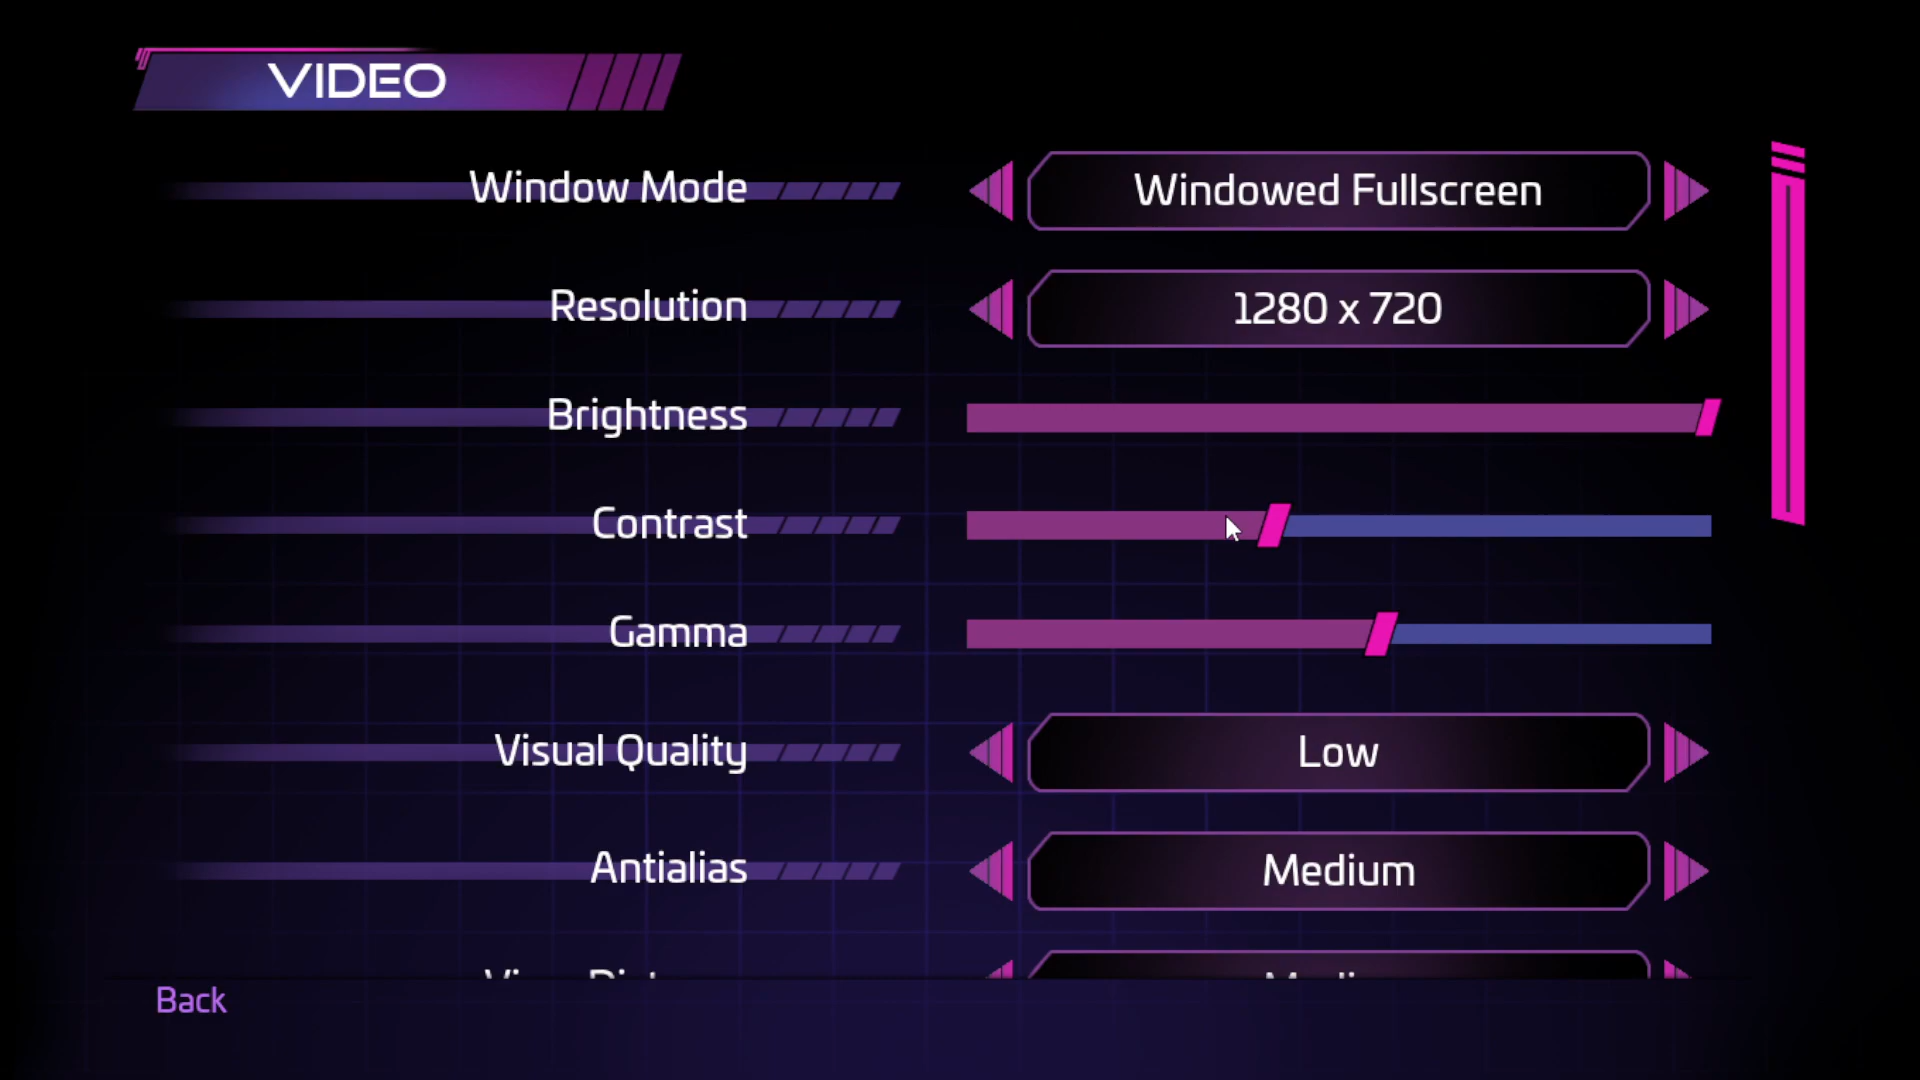 VIDEO
Window Mode
Windowed Fullscreen
Resolution
1280 x 720
Brightness
Contrast
Gamma
Visual Quality
Low
Antialias
Medium
Back